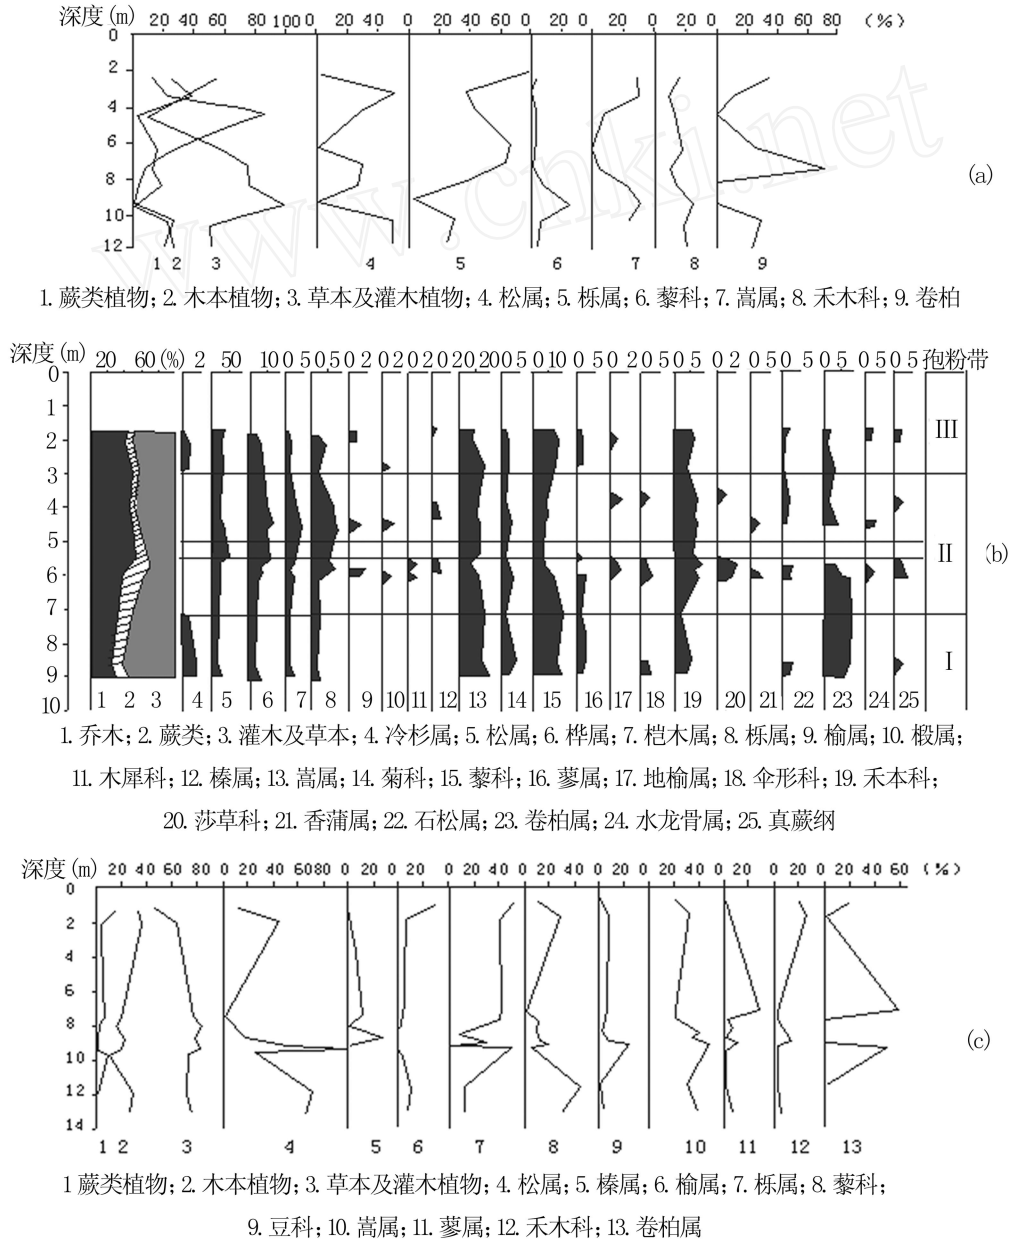 深度(m) 20 40 60 80 100 0 20 40 0 20 40 60 80 0 20 0 20 40 0 20 0 20 40 60 80 (%)
0
2
4
6
8
10
12
(a)
1 2 3 4 5 6 7 8 9
1. 蕨类植物; 2. 木本植物; 3. 草本及灌木植物; 4. 松属; 5. 栎属; 6. 藜科; 7. 蒿属; 8. 禾木科; 9. 卷柏
深度(m) 20 60(%) 0 2 0 50 0 10 0 5 0 5 0 2 0 2 0 2 0 2 0 20 20 0 5 0 10 0 5 0 2 0 5 0 5 0 2 0 5 0 5 0 5 0 5 0 5 孢粉带
0
1
2 III
3
4
5 II (b)
6
7
8 I
9
10 1 2 3 4 5 6 7 8 9 10 11 12 13 14 15 16 17 18 19 20 21 22 23 24 25
1. 乔木; 2. 蕨类; 3. 灌木及草本; 4. 冷杉属; 5. 松属; 6. 桦属; 7. 桤木属; 8. 栎属; 9. 榆属; 10. 椴属;
11. 木犀科; 12. 榛属; 13. 蒿属; 14. 菊科; 15. 藜科; 16. 蓼属; 17. 地榆属; 18. 伞形科; 19. 禾本科;
20. 莎草科; 21. 香蒲属; 22. 石松属; 23. 卷柏属; 24. 水龙骨属; 25. 真蕨纲
深度(m) 20 40 60 80 0 20 40 60 80 0 20 0 20 0 20 40 0 20 40 0 20 0 20 40 0 20 0 20 0 20 40 60 (%)
0
2
4
6
8
10
12
14
(c)
1 2 3 4 5 6 7 8 9 10 11 12 13
1 蕨类植物; 2. 木本植物; 3. 草本及灌木植物; 4. 松属; 5. 榛属; 6. 榆属; 7. 栎属; 8. 藜科;
9. 豆科; 10. 蒿属; 11. 蓼属; 12. 禾木科; 13. 卷柏属
www.cnki.net